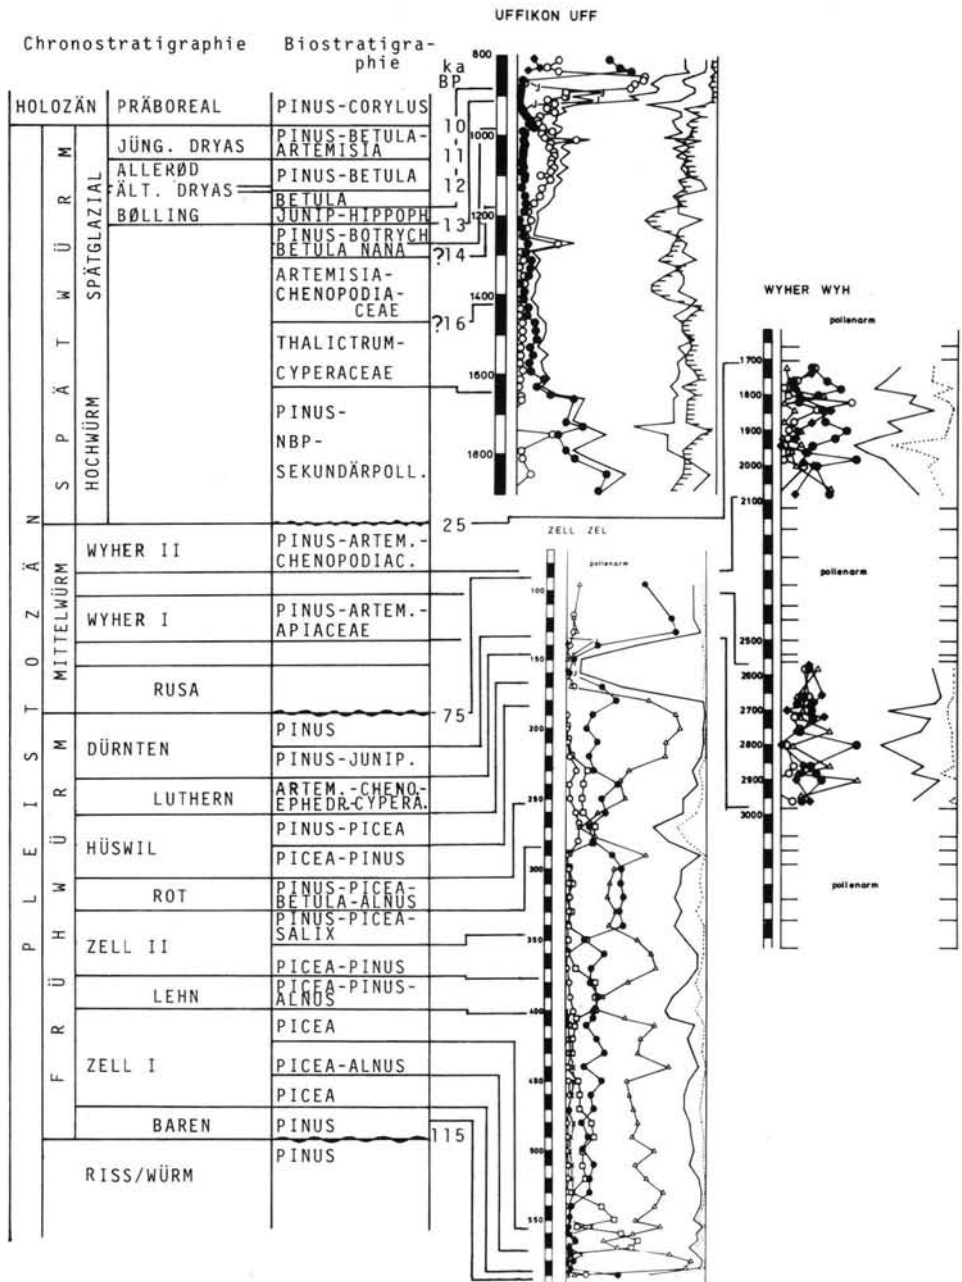 UFFIKON UFF
Chronostratigraphie
Biostratigra-
phie
ka
BP
HOLOZÄN
PRÄBOREAL
PINUS-CORYLUS
10
PLEISTOZÄN
SPÄTWÜRM
SPÄTGLAZIAL
JÜNG. DRYAS
PINUS-BETULA-
ARTEMISIA
11
ALLERØD
PINUS-BETULA
12
ÄLT. DRYAS
BETULA
BØLLING
JUNIP-HIPPOPH
13
PINUS-BOTRYCH
BETULA NANA
?14
ARTEMISIA-
CHENOPODIA-
CEAE
?16
THALICTRUM-
CYPERACEAE
HOCHWÜRM
PINUS-
NBP-
SEKUNDÄRPOLL.
25
MITTELWÜRM
WYHER II
PINUS-ARTEM.-
CHENOPODIAC.
WYHER I
PINUS-ARTEM.-
APIACEAE
RUSA
75
FRÜHWÜRM
DÜRNTEN
PINUS
PINUS-JUNIP.
LUTHERN
ARTEM.-CHENO-
EPHEDR-CYPERA.
HÜSWIL
PINUS-PICEA
PICEA-PINUS
ROT
PINUS-PICEA-
BETULA-ALNUS
ZELL II
PINUS-PICEA-
SALIX
PICEA-PINUS
LEHN
PICEA-PINUS-
ALNUS
ZELL I
PICEA
PICEA-ALNUS
PICEA
BAREN
PINUS
115
RISS/WÜRM
PINUS
800
1000
1200
1400
1600
1800
ZELL ZEL
pollenarm
100
150
200
250
300
350
400
450
500
550
WYHER WYH
pollenarm
1700
1800
1900
2000
2100
pollenarm
2500
2600
2700
2800
2900
3000
pollenarm